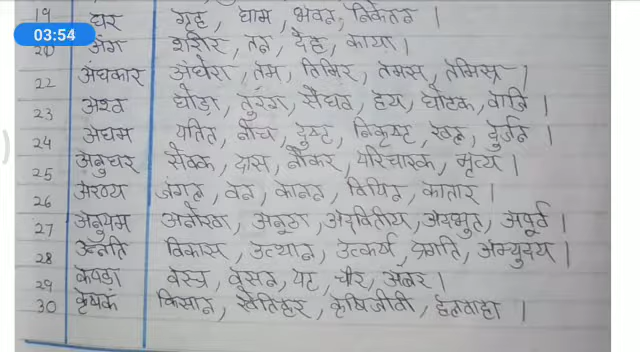 19 घर गृह, धाम, भवन, निकेतन।
03:54
20 अंग शरीर, तन, देह, काया।
22 अंधकार अंधेरा, तम, तिमिर, तमस, तमिस्र
23 अश्व घोड़ा, तुरंग, सैंधव, हय, घोटक, वाजि।
24 अधम पतित, नीच, दुष्ट, निकृष्ट, खल, दुर्जन।
25 अनुचर सेवक, दास, नौकर, परिचारक, भृत्य।
26 अरण्य जंगल, वन, कानन, विपिन, कातार।
27 अनुपम अनोखा, अनूठा, अद्वितीय, अद्भुत, अपूर्व।
28 उन्नति विकास, उत्थान, उत्कर्ष, प्रगति, अभ्युदय।
29 कपडा वस्त्र, वसन, पट, चीर, अंबर।
30 कृषक किसान, खेतिहर, कृषिजीवी, हलवाहा।